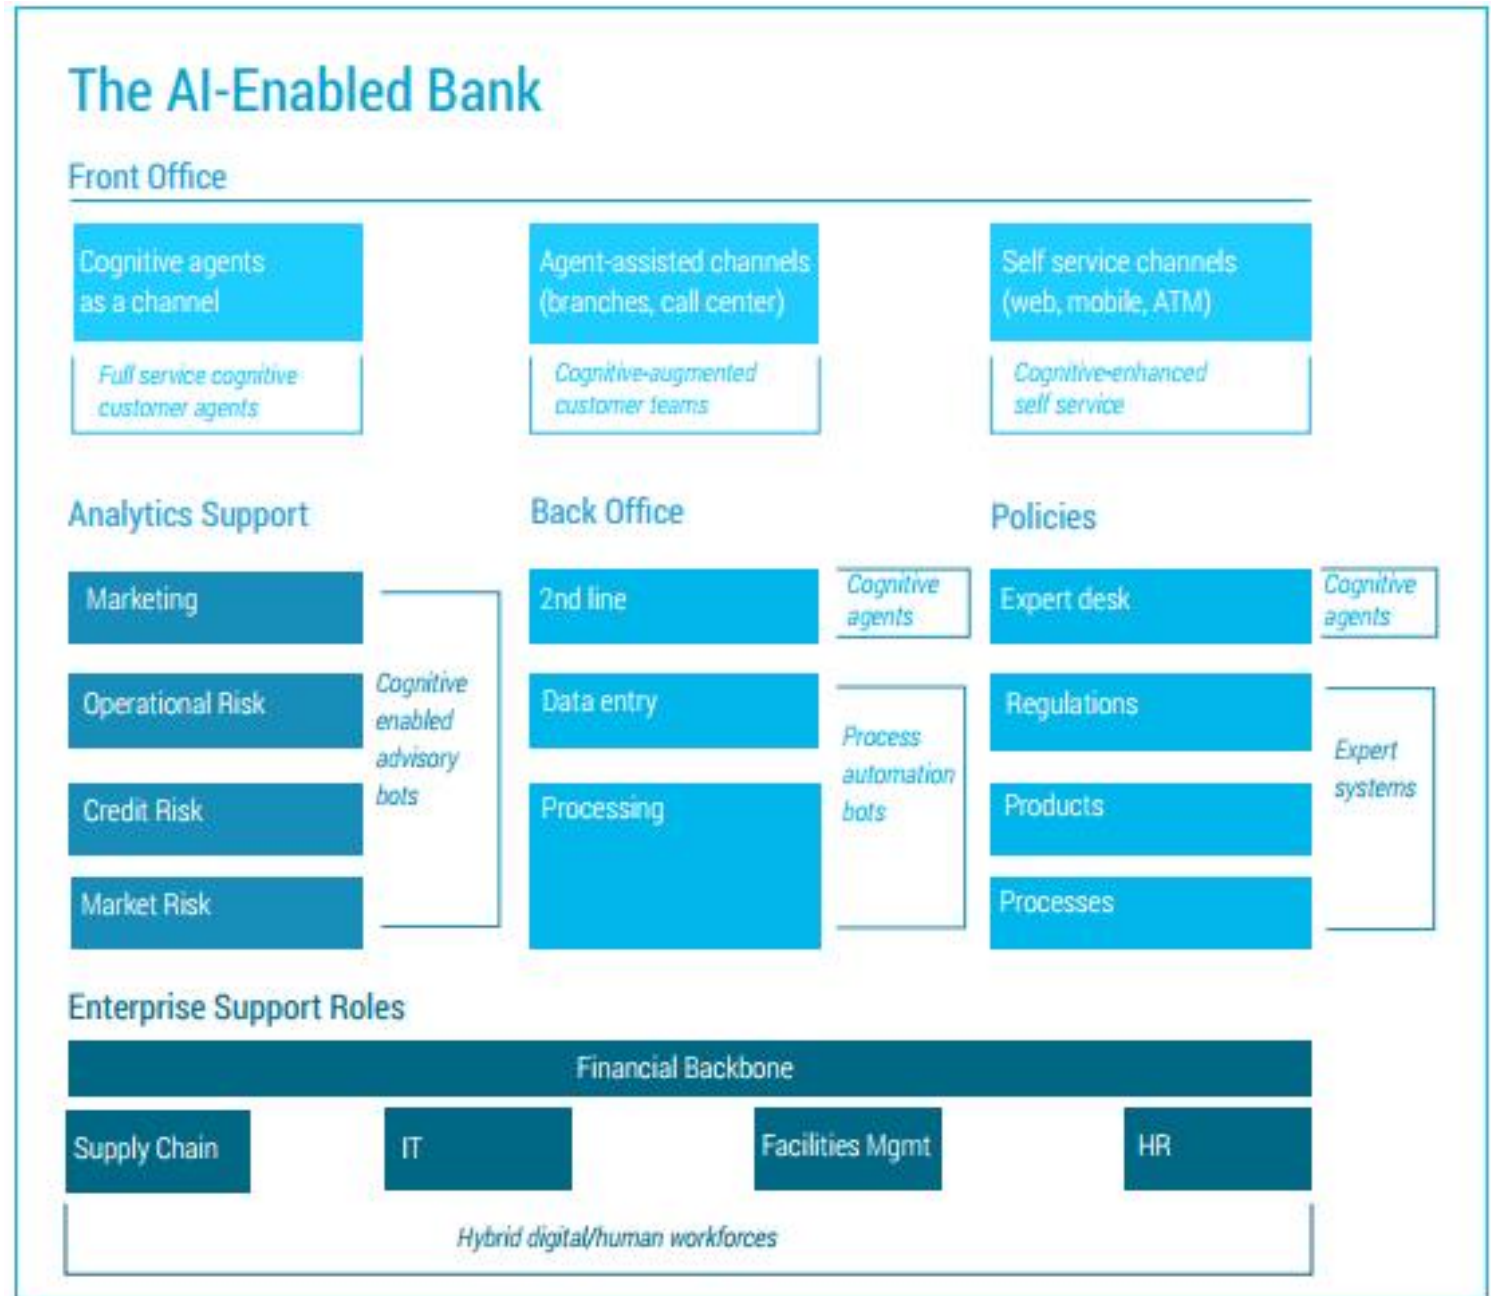 The AI-Enabled Bank
Front Office
Cognitive agents
as a channel
Full service cognitive
customer agents
Agent-assisted channels
(branches, call center)
Cognitive-augmented
customer teams
Self service channels
(web, mobile, ATM)
Cognitive-enhanced
self service
Analytics Support
Marketing
Operational Risk
Credit Risk
Market Risk
Cognitive
enabled
advisory
bots
Back Office
2nd line
Cognitive
agents
Data entry
Processing
Process
automation
bots
Policies
Expert desk
Cognitive
agents
Regulations
Products
Processes
Expert
systems
Enterprise Support Roles
Financial Backbone
Supply Chain
IT
Facilities Mgmt
HR
Hybrid digital/human workforces